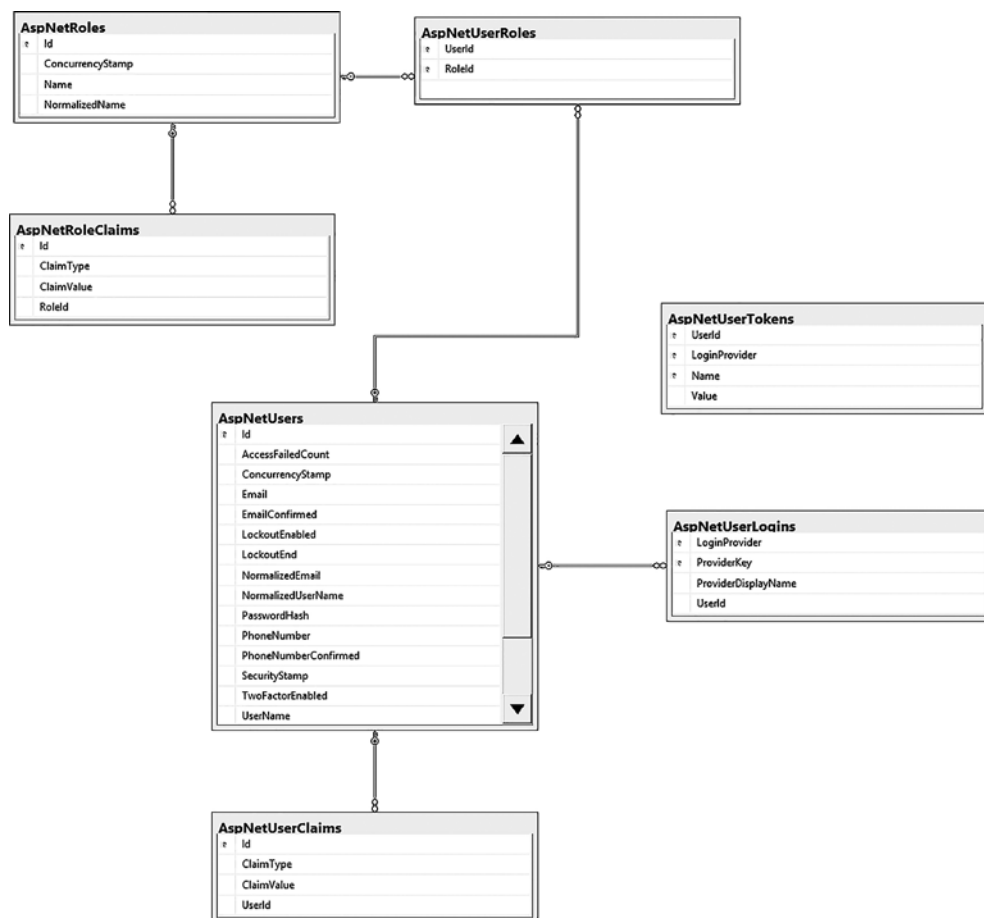 AspNetRoles
Id
ConcurrencyStamp
Name
NormalizedName
AspNetUserRoles
UserId
RoleId
AspNetRoleClaims
Id
ClaimType
ClaimValue
RoleId
AspNetUserTokens
UserId
LoginProvider
Name
Value
AspNetUsers
Id
AccessFailedCount
ConcurrencyStamp
Email
EmailConfirmed
LockoutEnabled
LockoutEnd
NormalizedEmail
NormalizedUserName
PasswordHash
PhoneNumber
PhoneNumberConfirmed
SecurityStamp
TwoFactorEnabled
UserName
AspNetUserLogins
LoginProvider
ProviderKey
ProviderDisplayName
UserId
AspNetUserClaims
Id
ClaimType
ClaimValue
UserId